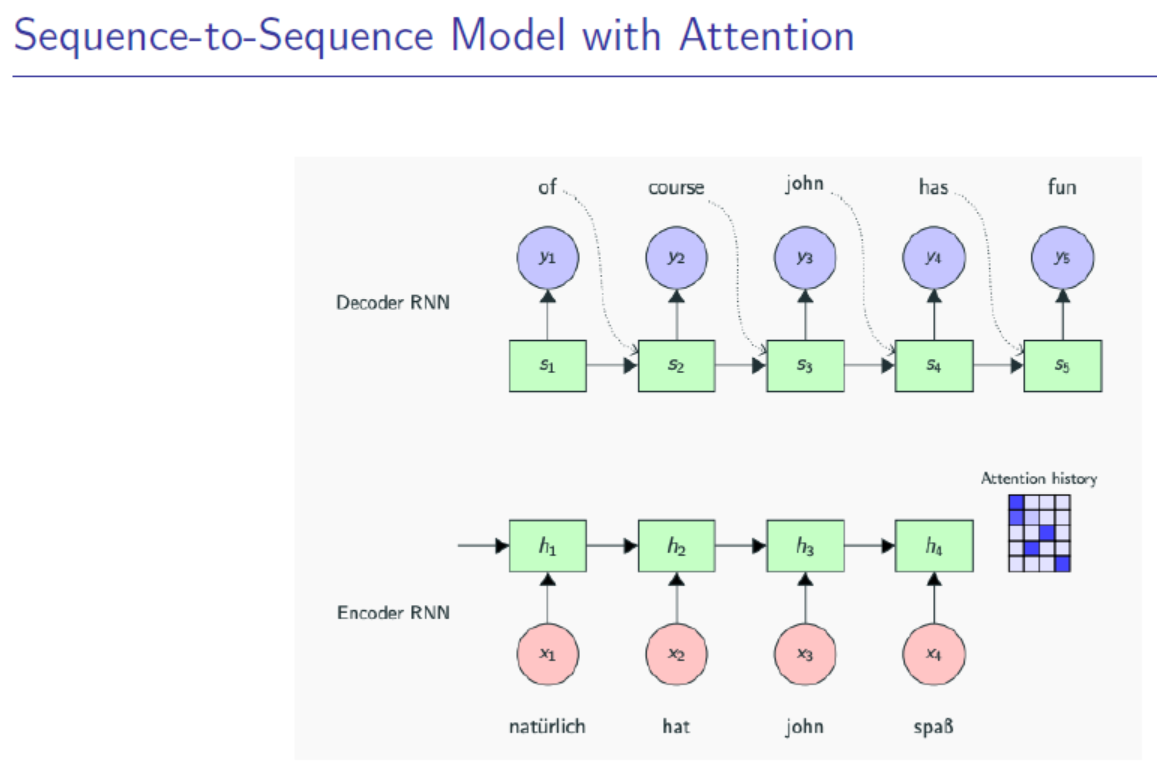 Sequence-to-Sequence Model with Attention
of course john has fun
y1 y2 y3 y4 y5
Decoder RNN
s1 s2 s3 s4 s5
Attention history
h1 h2 h3 h4
Encoder RNN
x1 x2 x3 x4
natürlich hat john spaß